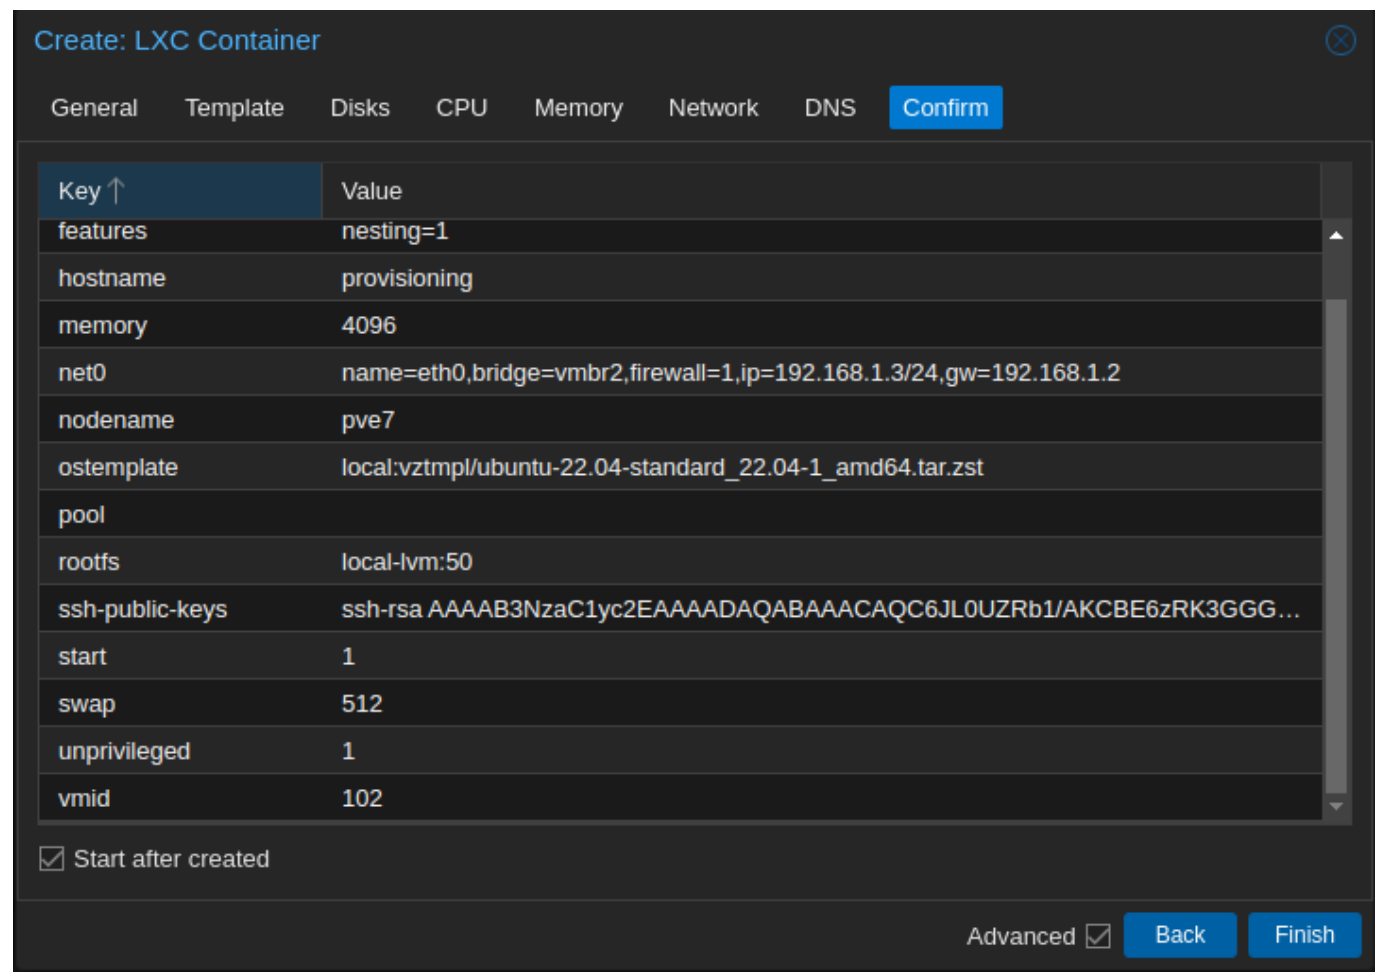 Create: LXC Container
General Template Disks CPU Memory Network DNS Confirm
Key Value
features nesting=1
hostname provisioning
memory 4096
net0 name=eth0,bridge=vmbr2,firewall=1,ip=192.168.1.3/24,gw=192.168.1.2
nodename pve7
ostemplate local:vztmpl/ubuntu-22.04-standard_22.04-1_amd64.tar.zst
pool
rootfs local-lvm:50
ssh-public-keys ssh-rsa AAAAB3NzaC1yc2EAAAADAQABAAACAQC6JL0UZRb1/AKCBE6zRK3GGG…
start 1
swap 512
unprivileged 1
vmid 102
Start after created
Advanced Back Finish